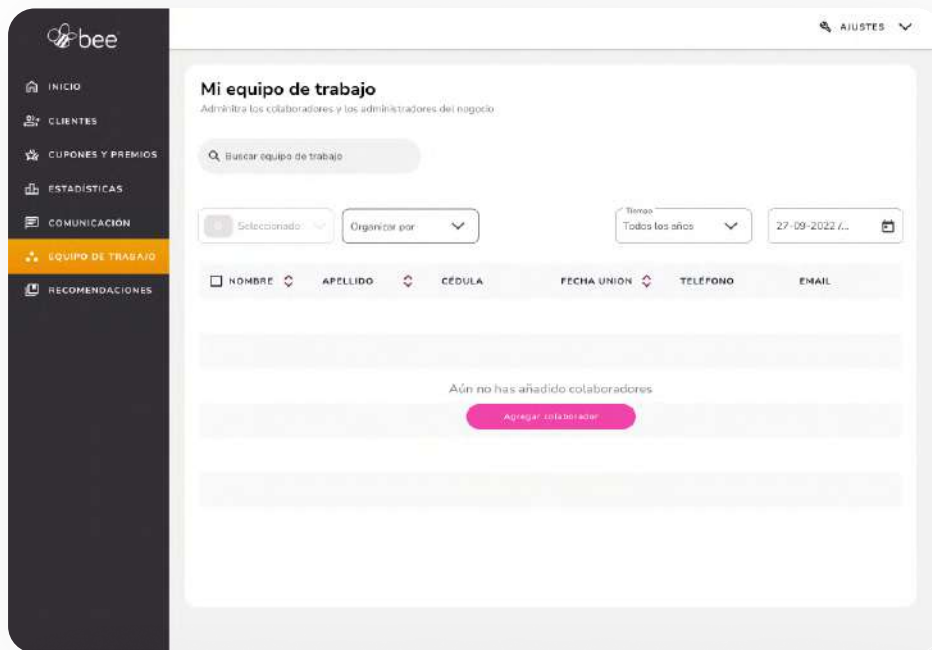 bee
AJUSTES
INICIO
CLIENTES
CUPONES Y PREMIOS
ESTADÍSTICAS
COMUNICACIÓN
EQUIPO DE TRABAJO
RECOMENDACIONES
Mi equipo de trabajo
Adminitra los colaboradores y los administradores del negocio
Buscar equipo de trabajo
0 Seleccionado
Organizar por
Tiempo
Todos los años
27-09-2022 /...
NOMBRE APELLIDO CÉDULA FECHA UNION TELÉFONO EMAIL
Aún no has añadido colaboradores
Agregar colaborador